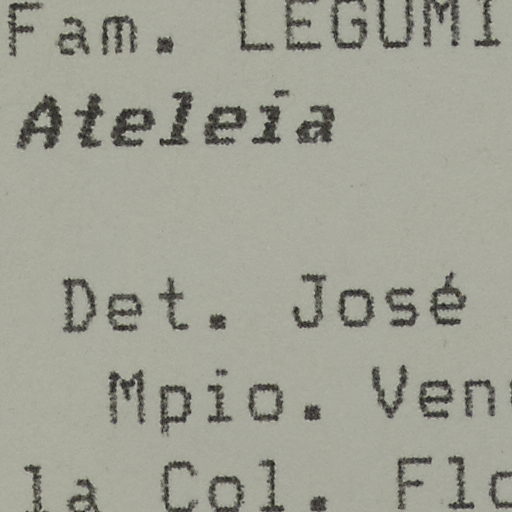 Fam. LEGUMI
Ateleia
Det. José
Mpio. Ven
la Col. Flo